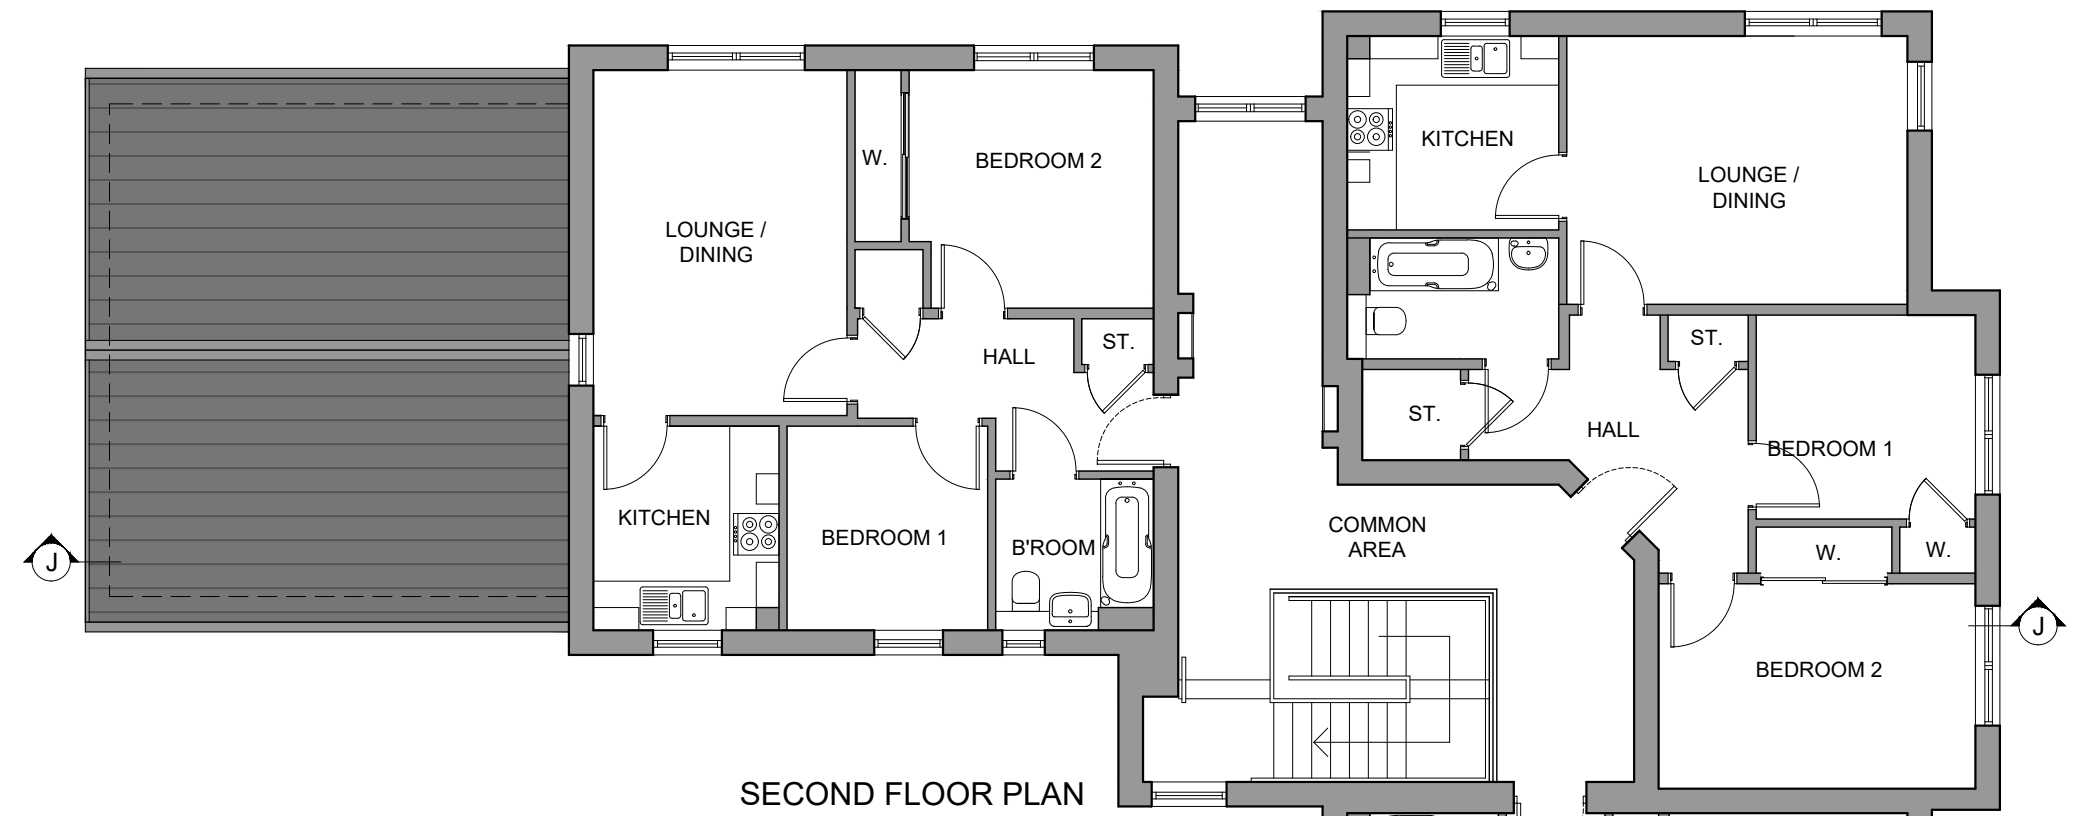 W.
BEDROOM 2
LOUNGE /
DINING
HALL
ST.
KITCHEN
BEDROOM 1
B'ROOM
J
KITCHEN
LOUNGE /
DINING
ST.
ST.
HALL
BEDROOM 1
COMMON
AREA
W.
W.
BEDROOM 2
J
SECOND FLOOR PLAN